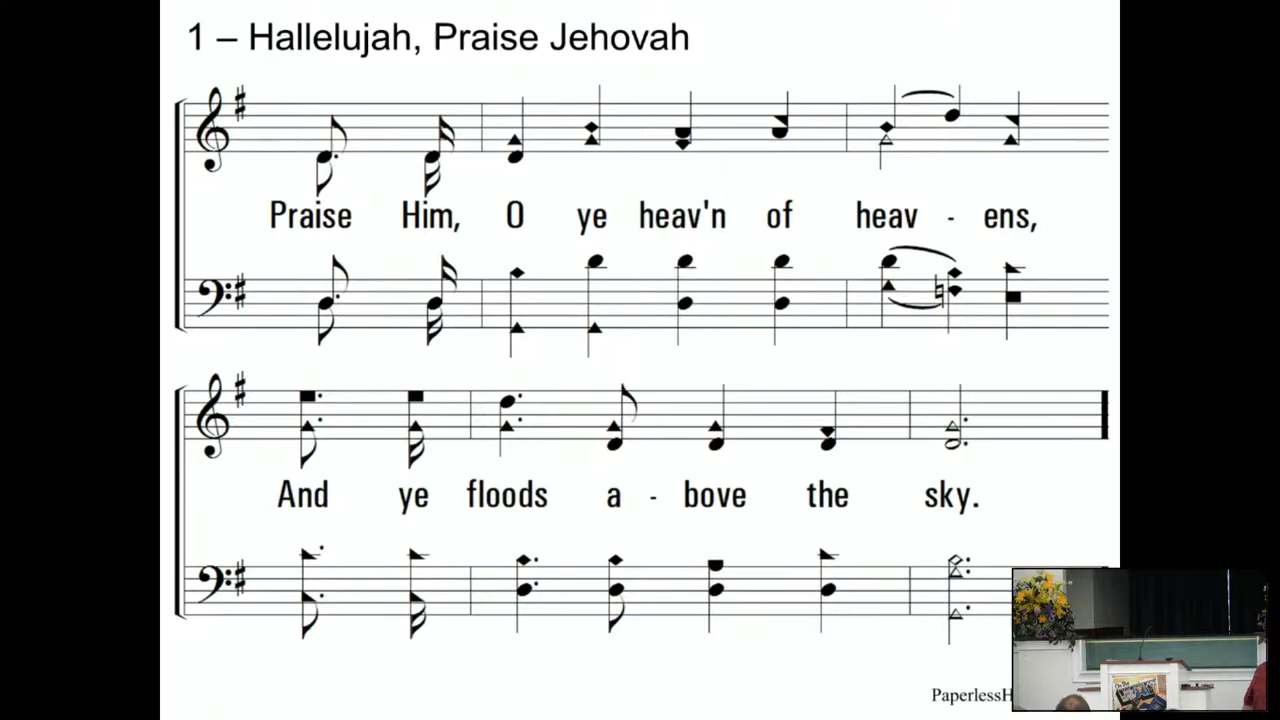 1 – Hallelujah, Praise Jehovah
Praise Him, O ye heav'n of heav - ens,
And ye floods a - bove the sky.